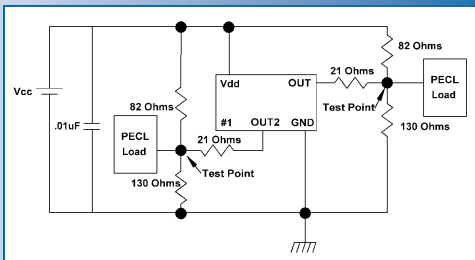 82 Ohms
Vdd
OUT
21 Ohms
PECL
Load
Vcc
82 Ohms
Test Point
.01uF
#1
OUT2
GND
130 Ohms
PECL
Load
21 Ohms
Test Point
130 Ohms